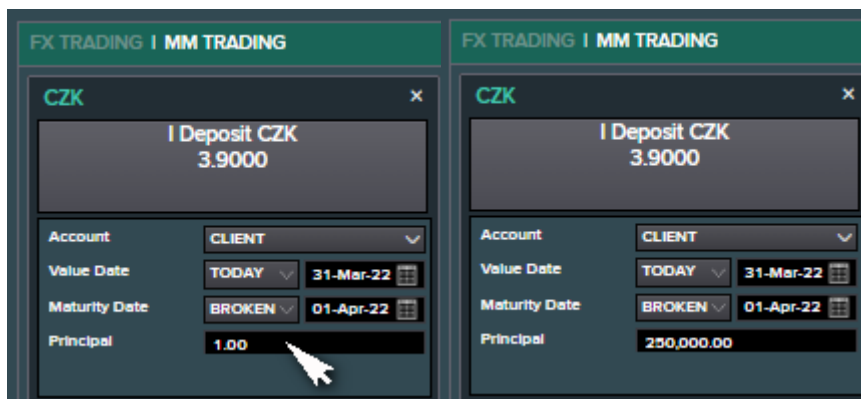 FX TRADING | MM TRADING
CZK ×
I Deposit CZK
3.9000
Account CLIENT
Value Date TODAY 31-Mar-22
Maturity Date BROKEN 01-Apr-22
Principal 1.00
FX TRADING | MM TRADING
CZK ×
I Deposit CZK
3.9000
Account CLIENT
Value Date TODAY 31-Mar-22
Maturity Date BROKEN 01-Apr-22
Principal 250,000.00